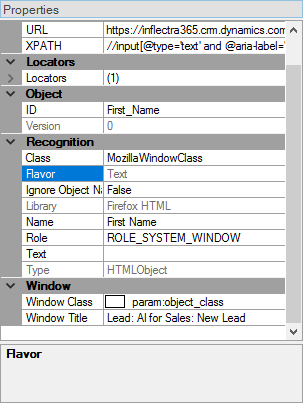 Properties
URL https://inflectra365.crm.dynamics.com
XPATH //input[@type='text' and @aria-label='
Locators
Locators (1)
Object
ID First_Name
Version 0
Recognition
Class MozillaWindowClass
Flavor Text
Ignore Object Na False
Library Firefox HTML
Name First Name
Role ROLE_SYSTEM_WINDOW
Text
Type HTMLObject
Window
Window Class param:object_class
Window Title Lead: AI for Sales: New Lead
Flavor